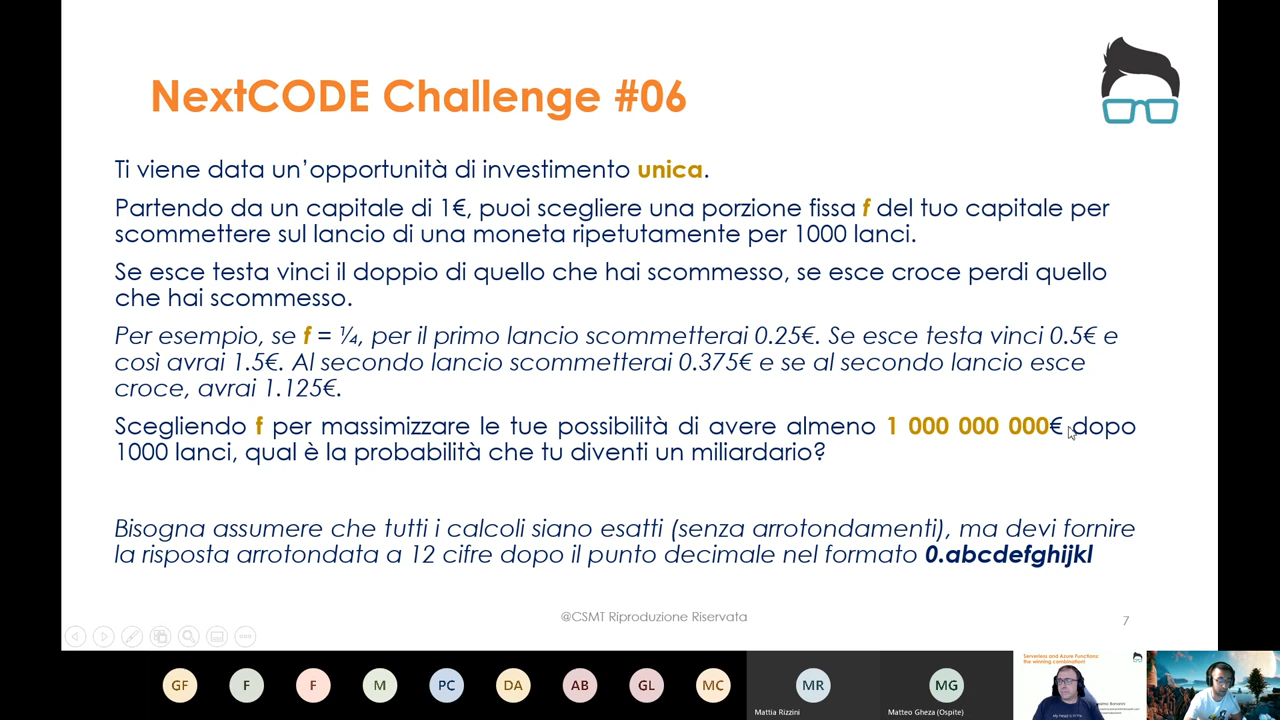 NextCODE Challenge #06
Ti viene data un'opportunità di investimento unica.
Partendo da un capitale di 1€, puoi scegliere una porzione fissa f del tuo capitale per
scommettere sul lancio di una moneta ripetutamente per 1000 lanci.
Se esce testa vinci il doppio di quello che hai scommesso, se esce croce perdi quello
che hai scommesso.
Per esempio, se f = ¼, per il primo lancio scommetterai 0.25€. Se esce testa vinci 0.5€ e
così avrai 1.5€. Al secondo lancio scommetterai 0.375€ e se al secondo lancio esce
croce, avrai 1.125€.
Scegliendo f per massimizzare le tue possibilità di avere almeno 1 000 000 000€ dopo
1000 lanci, qual è la probabilità che tu diventi un miliardario?
Bisogna assumere che tutti i calcoli siano esatti (senza arrotondamenti), ma devi fornire
la risposta arrotondata a 12 cifre dopo il punto decimale nel formato 0.abcdefghijkl
@CSMT Riproduzione Riservata
7
GF F F M PC DA AB GL MC MR MG
Mattia Rizzini
Matteo Gheza (Ospite)
Serverless and Azure Functions:
the winning combination!